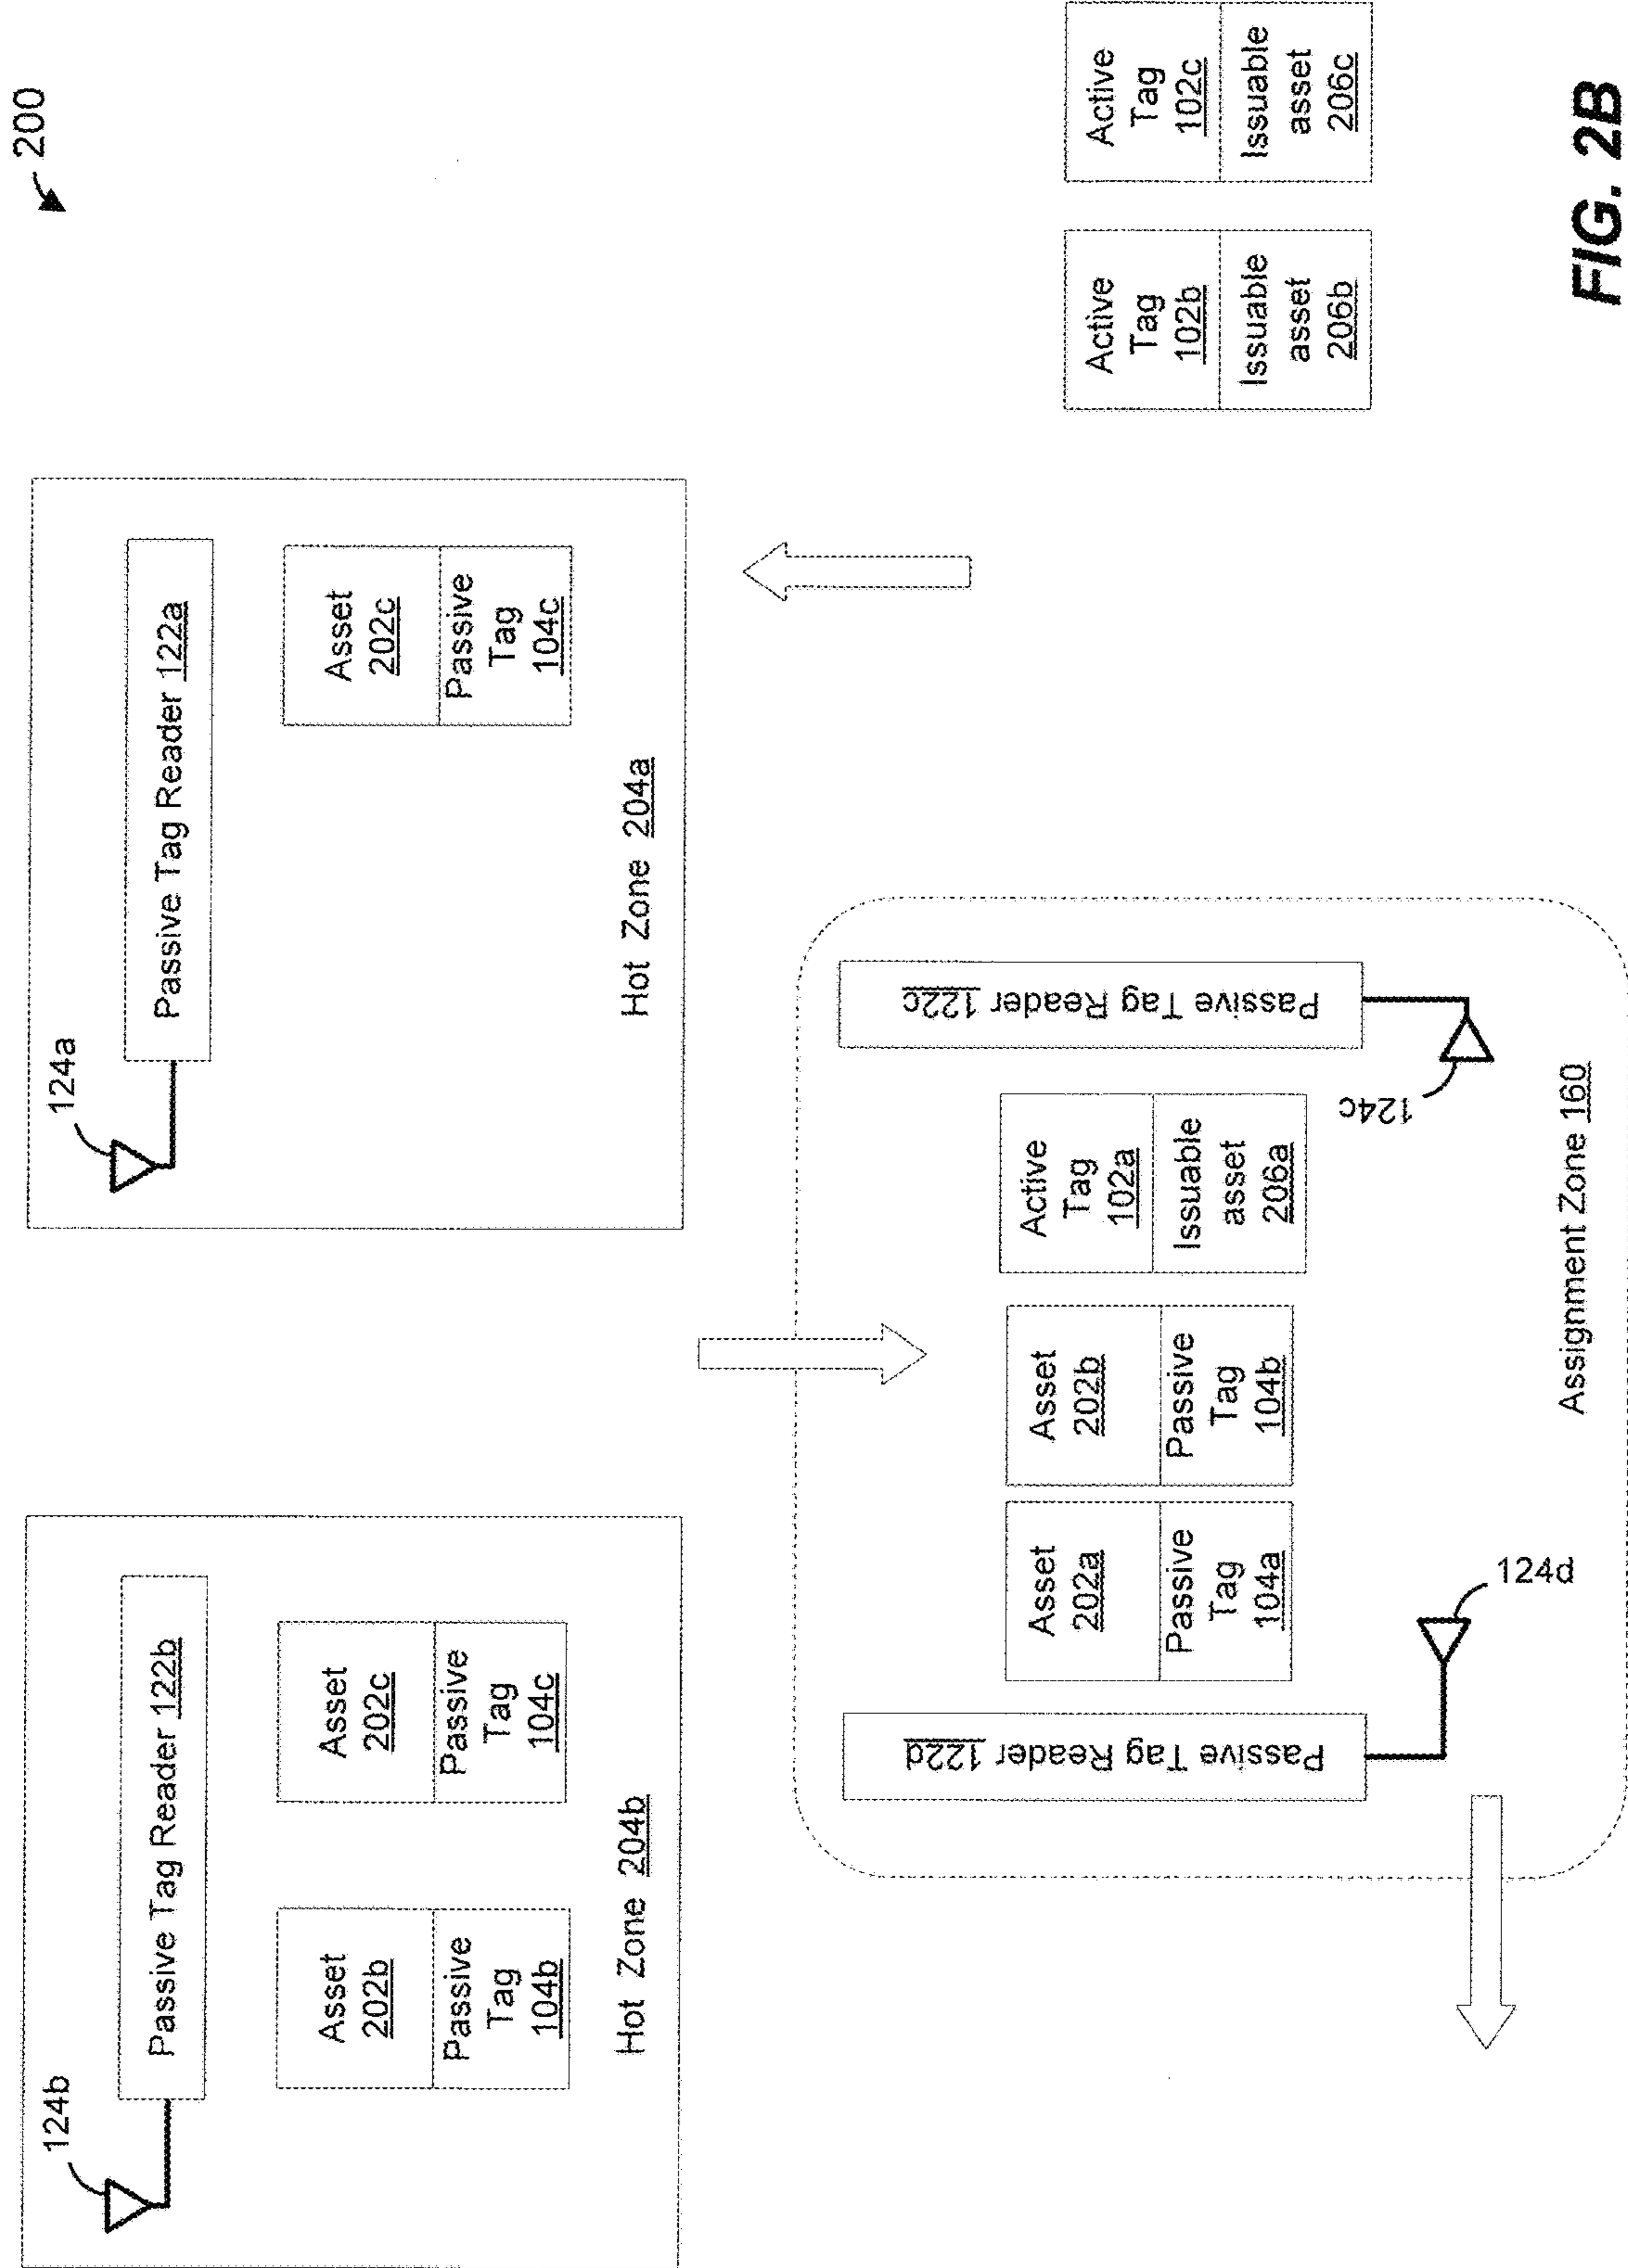 200
124b
Passive Tag Reader 122b
Asset
202b
Passive
Tag
104b
Asset
202c
Passive
Tag
104c
Hot Zone 204b
124a
Passive Tag Reader 122a
Asset
202c
Passive
Tag
104c
Hot Zone 204a
Passive Tag Reader 122d
124d
Asset
202a
Passive
Tag
104a
Asset
202b
Passive
Tag
104b
Active
Tag
102a
Issuable
asset
206a
Passive Tag Reader 122c
124c
Assignment Zone 160
Active
Tag
102b
Issuable
asset
206b
Active
Tag
102c
Issuable
asset
206c
FIG. 2B